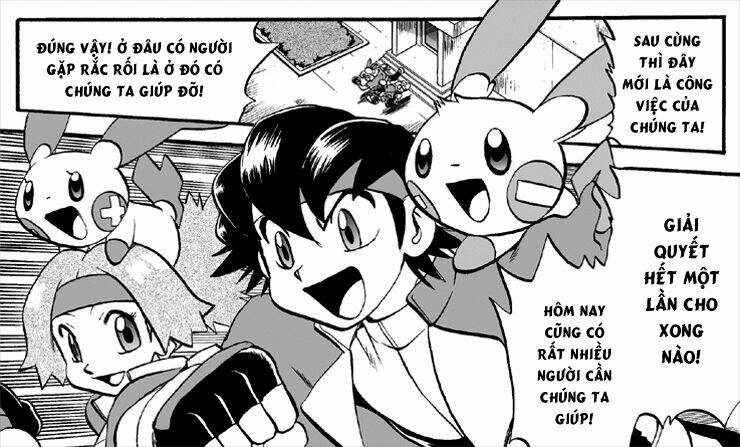 ĐÚNG VẬY! Ở ĐÂU CÓ NGƯỜI
GẶP RẮC RỐI LÀ Ở ĐÓ CÓ
CHÚNG TA GIÚP ĐỠ!
SAU CÙNG
THÌ ĐÂY
MỚI LÀ CÔNG
VIỆC CỦA
CHÚNG TA!
GIẢI
QUYẾT
HẾT MỘT
LẦN CHO
XONG
NÀO!
HÔM NAY
CŨNG CÓ
RẤT NHIỀU
NGƯỜI CẦN
CHÚNG TA
GIÚP!